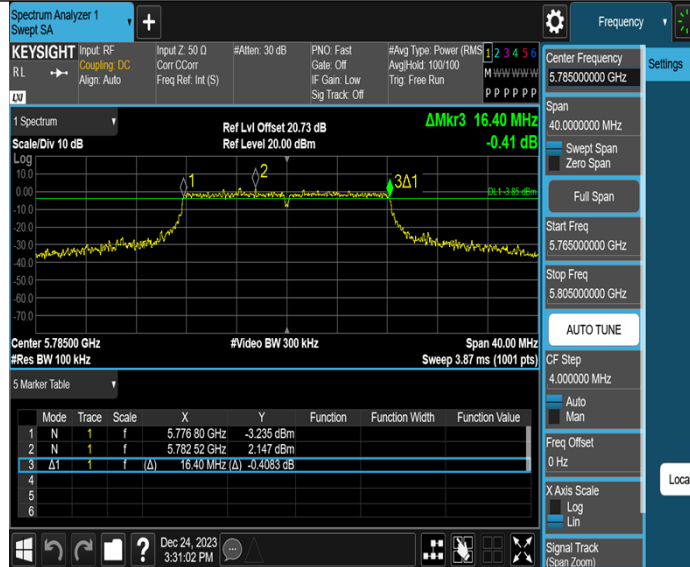 Spectrum Analyzer 1
Swept SA
+
Frequency
KEYSIGHT Input: RF Input Z: 50 Ω #Atten: 30 dB PNO: Fast #Avg Type: Power (RMS 1 2 3 4 5 6
RL Coupling: DC Corr CCorr Gate: Off Avg|Hold: 100/100 M W W W W W
Align: Auto Freq Ref: Int (S) IF Gain: Low Trig: Free Run
Sig Track: Off P P P P P P
LXI
1 Spectrum
Scale/Div 10 dB
Ref Lvl Offset 20.73 dB
Ref Level 20.00 dBm
ΔMkr3 16.40 MHz
-0.41 dB
Log
10.0
0.00
-10.0
-20.0
-30.0
-40.0
-50.0
-60.0
-70.0
1
2
3Δ1
DL1 -3.85 dBm
Center 5.78500 GHz #Video BW 300 kHz Span 40.00 MHz
#Res BW 100 kHz Sweep 3.87 ms (1001 pts)
5 Marker Table
Mode Trace Scale X Y Function Function Width Function Value
1 N 1 f 5.776 80 GHz -3.235 dBm
2 N 1 f 5.782 52 GHz 2.147 dBm
3 Δ1 1 f (Δ) 16.40 MHz (Δ) -0.4083 dB
4
5
6
Dec 24, 2023
3:31:02 PM
?
Center Frequency
5.785000000 GHz
Span
40.0000000 MHz
Swept Span
Zero Span
Full Span
Start Freq
5.765000000 GHz
Stop Freq
5.805000000 GHz
AUTO TUNE
CF Step
4.000000 MHz
Auto
Man
Freq Offset
0 Hz
X Axis Scale
Log
Lin
Signal Track
(Span Zoom)
Settings
Loca